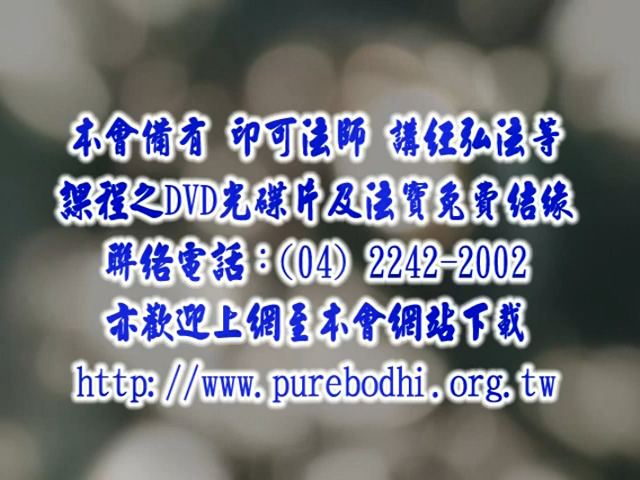 本會備有 印可法師 講經弘法等
課程之DVD光碟片及法寶免費結緣
聯絡電話：(04) 2242-2002
亦歡迎上網至本會網站下載
http://www.purebodhi.org.tw